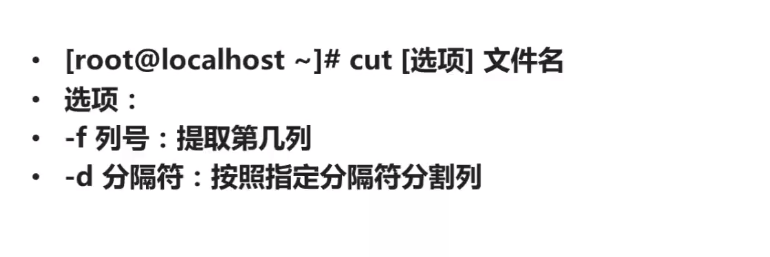 • [root@localhost ~]# cut [选项] 文件名
• 选项：
• -f 列号：提取第几列
• -d 分隔符：按照指定分隔符分割列